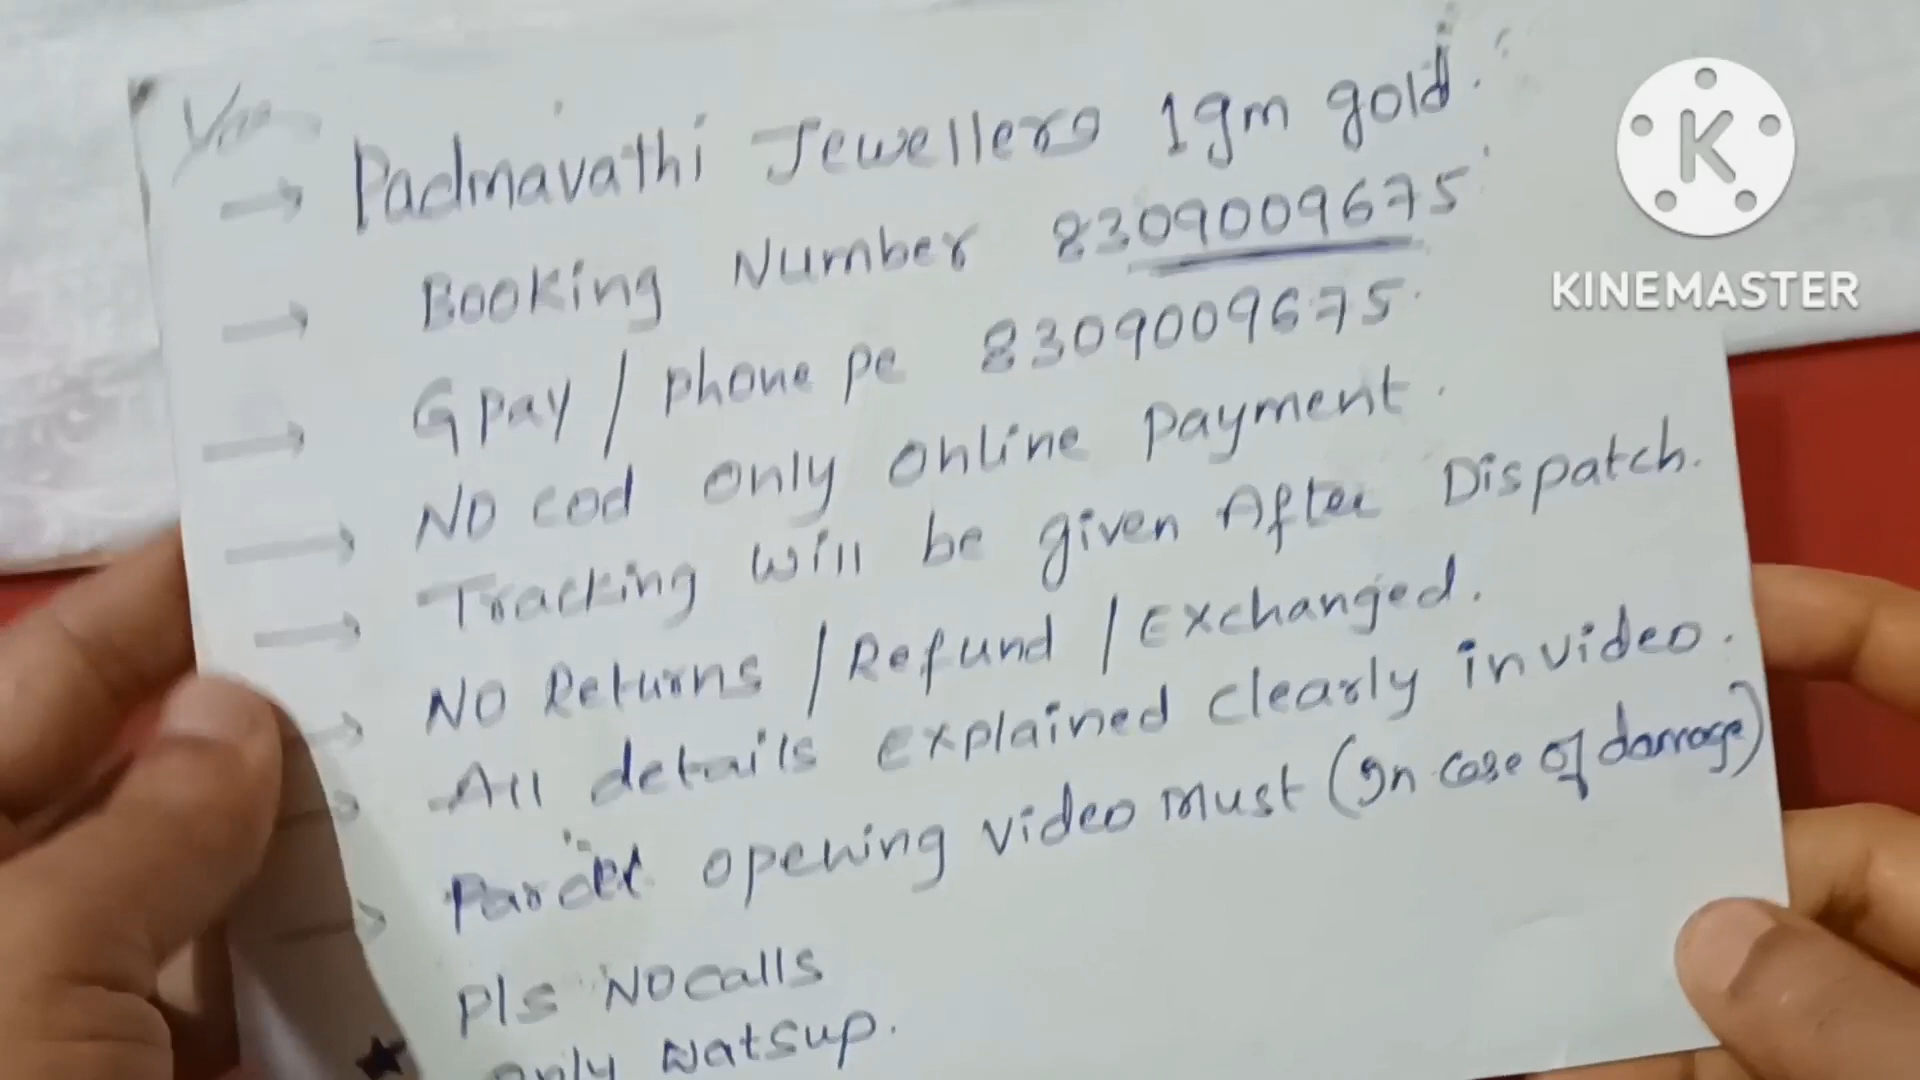 Padmavathi Jewellers 1gm gold.
Booking Number 8309009675
Gpay / phone pe 8309009675
NO cod only online payment.
Tracking will be given After Dispatch.
NO Returns / Refund / Exchanged.
All details explained clearly in video.
Parcel opening video must (In case of damage)
Pls NO calls
only watsup.
K
KINEMASTER